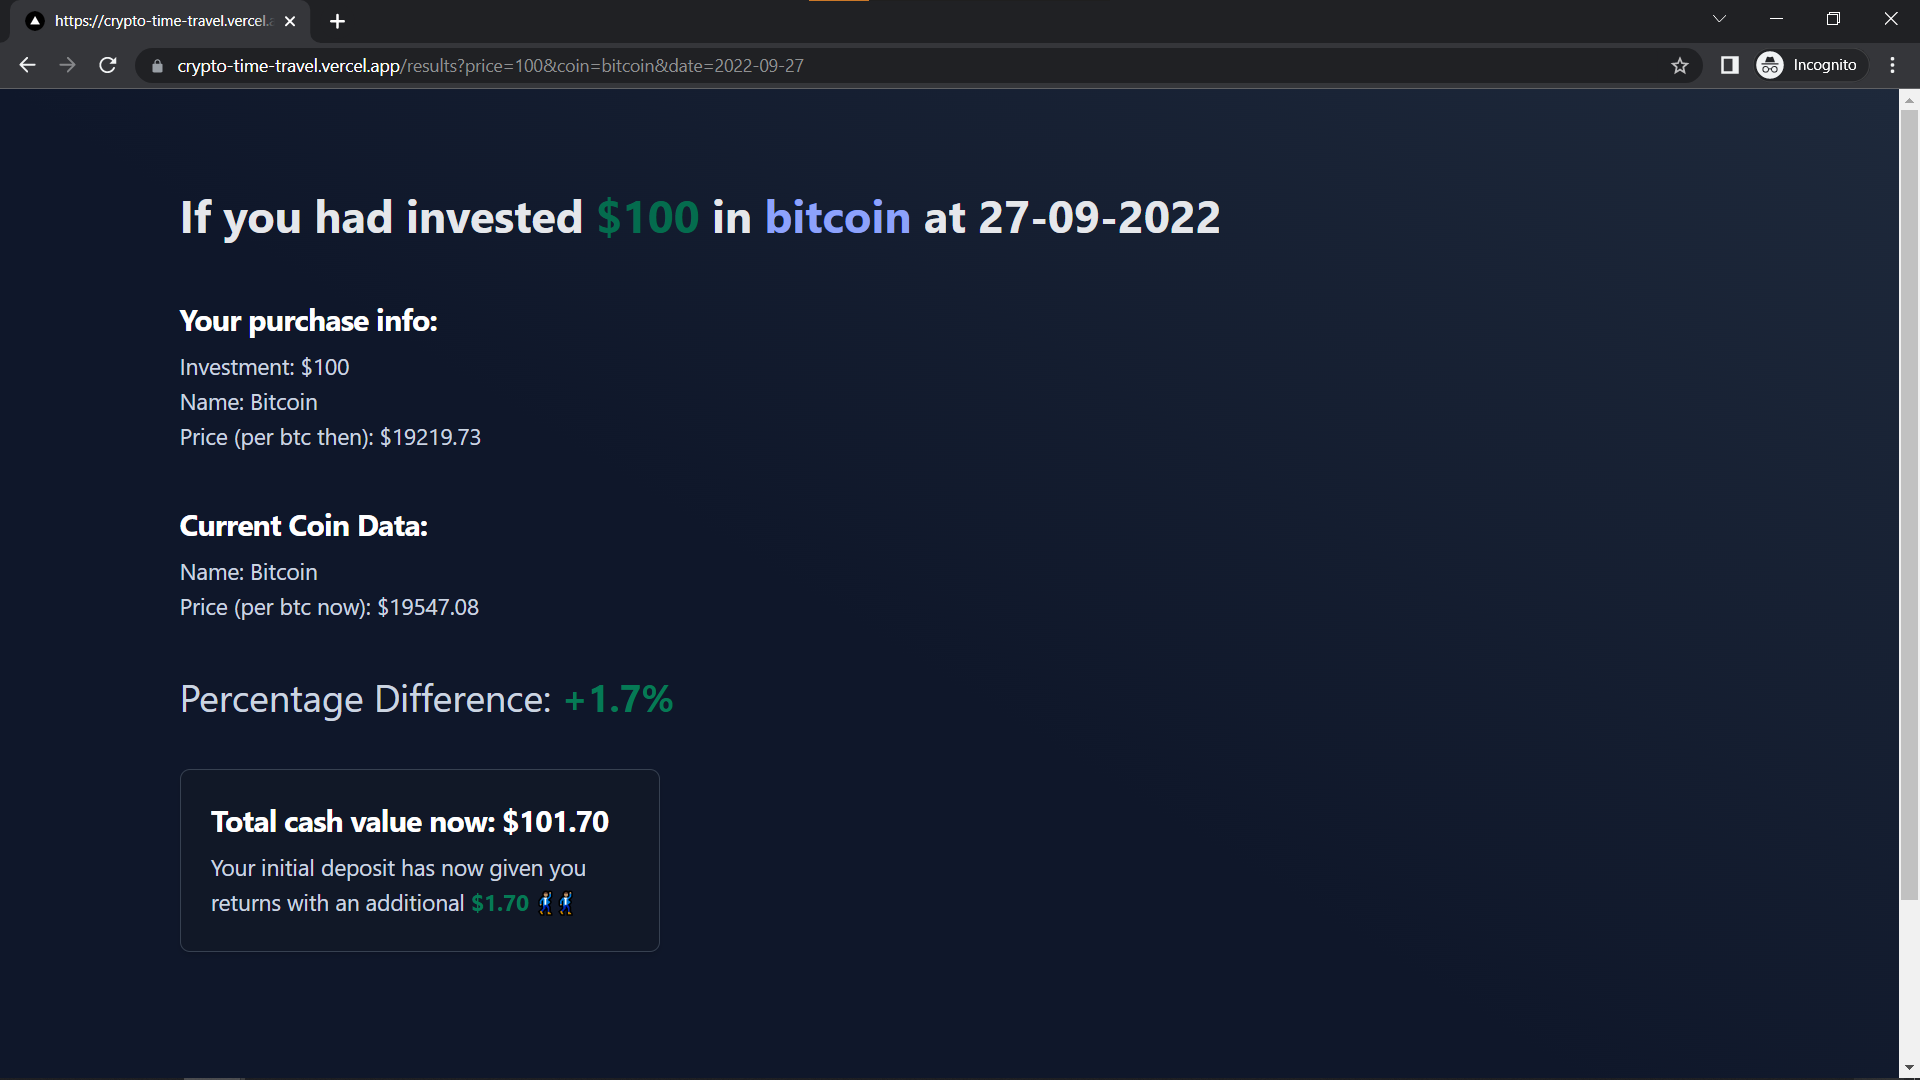 https://crypto-time-travel.vercel.a
crypto-time-travel.vercel.app/results?price=100&coin=bitcoin&date=2022-09-27
Incognito
If you had invested $100 in bitcoin at 27-09-2022
Your purchase info:
Investment: $100
Name: Bitcoin
Price (per btc then): $19219.73
Current Coin Data:
Name: Bitcoin
Price (per btc now): $19547.08
Percentage Difference: +1.7%
Total cash value now: $101.70
Your initial deposit has now given you
returns with an additional $1.70 🕺🕺